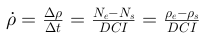 ρ̇ = Δρ/Δt = (N_e − N_s)/DCI = (ρ_e − ρ_s)/DCI